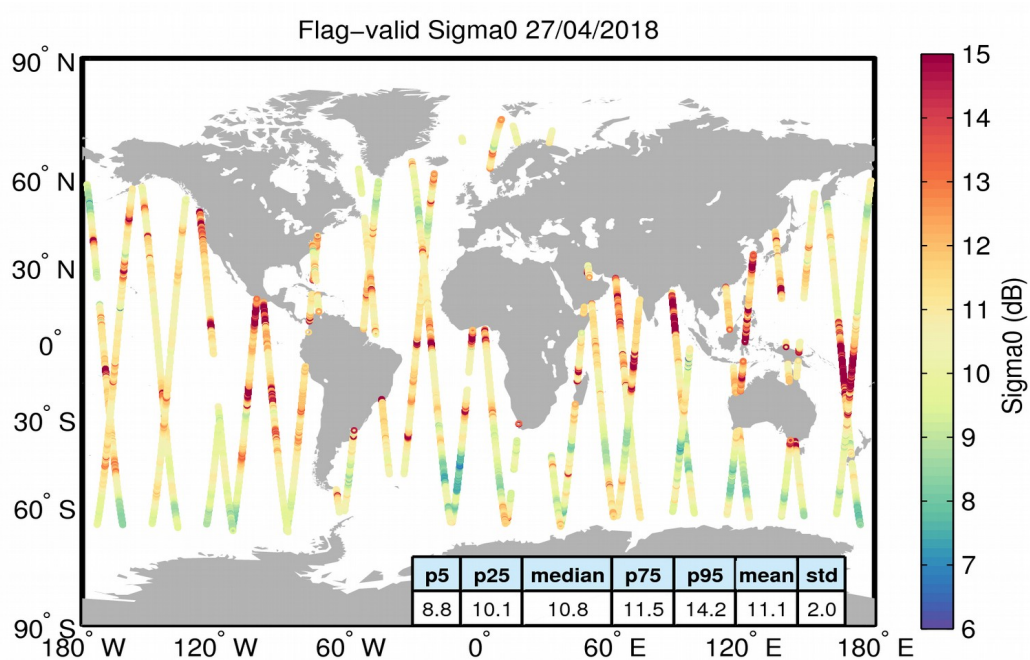 Flag−valid Sigma0 27/04/2018
90° N
60° N
30° N
0°
30° S
60° S
90° S
180° W 120° W 60° W 0° 60° E 120° E 180° E
p5 p25 median p75 p95 mean std
8.8 10.1 10.8 11.5 14.2 11.1 2.0
15
14
13
12
11
10
9
8
7
6
Sigma0 (dB)